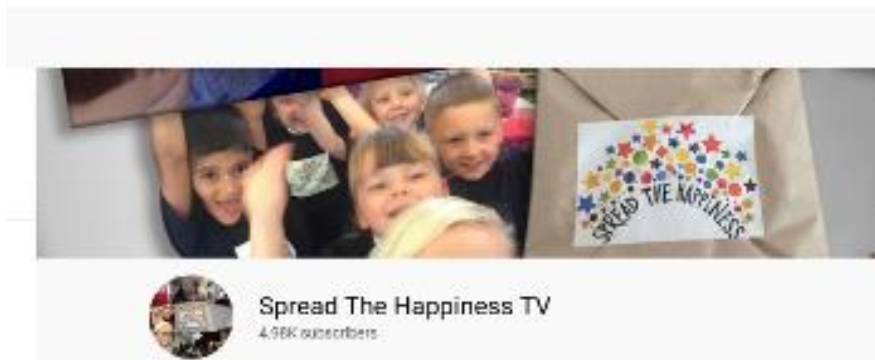 SPREAD THE HAPPINESS
Spread The Happiness TV
4.98K subscribers